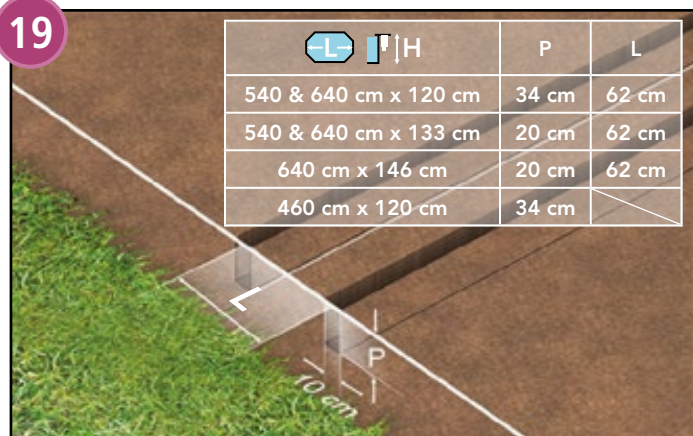 19
L H P L
540 & 640 cm x 120 cm 34 cm 62 cm
540 & 640 cm x 133 cm 20 cm 62 cm
640 cm x 146 cm 20 cm 62 cm
460 cm x 120 cm 34 cm
L
P
10 cm